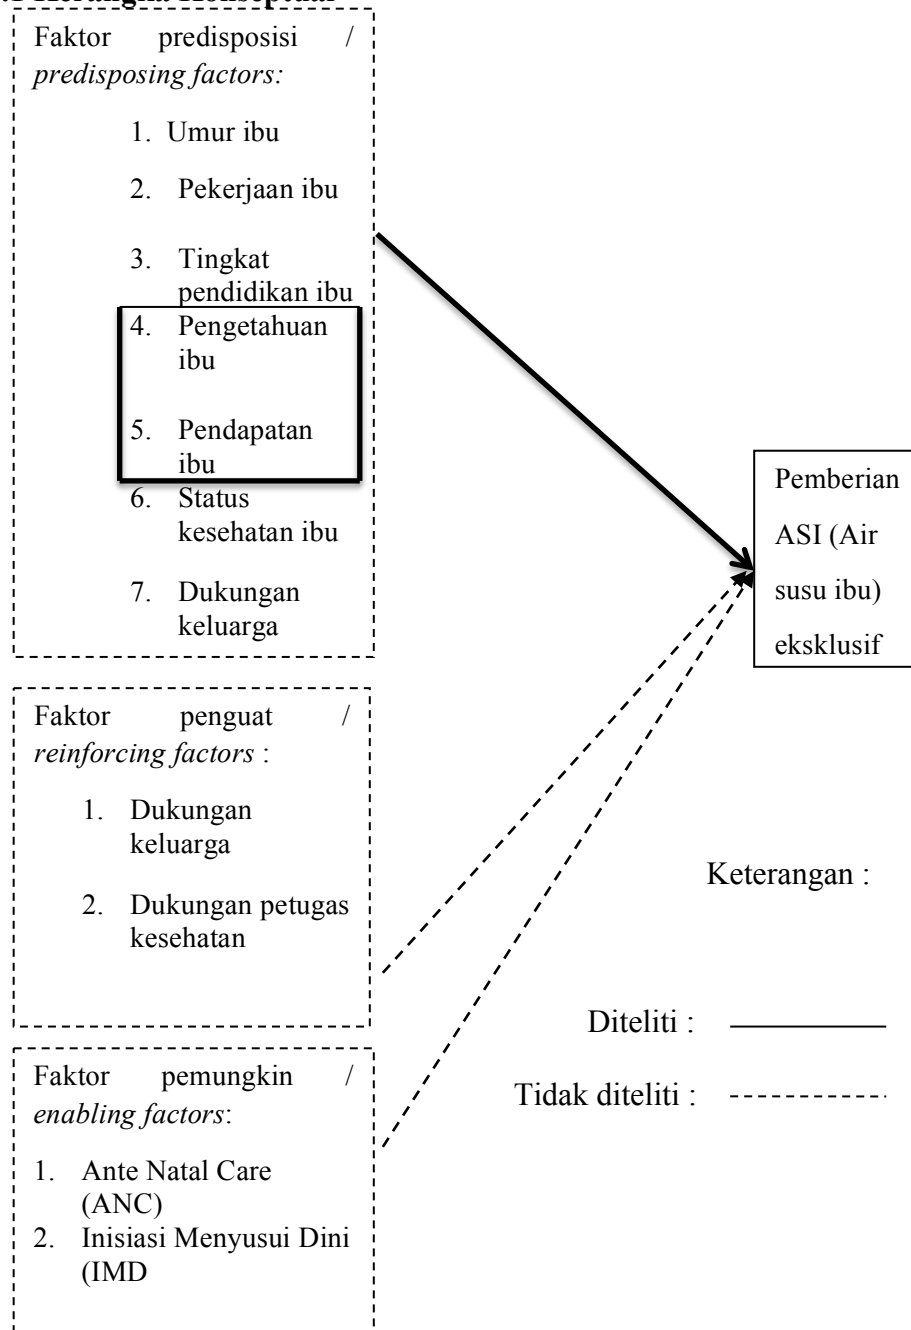 Faktor predisposisi /
predisposing factors:
1. Umur ibu
2. Pekerjaan ibu
3. Tingkat
pendidikan ibu
4. Pengetahuan
ibu
5. Pendapatan
ibu
6. Status
kesehatan ibu
7. Dukungan
keluarga
Pemberian
ASI (Air
susu ibu)
eksklusif
Faktor penguat /
reinforcing factors :
1. Dukungan
keluarga
2. Dukungan petugas
kesehatan
Keterangan :
Diteliti :
Tidak diteliti :
Faktor pemungkin /
enabling factors:
1. Ante Natal Care
(ANC)
2. Inisiasi Menyusui Dini
(IMD